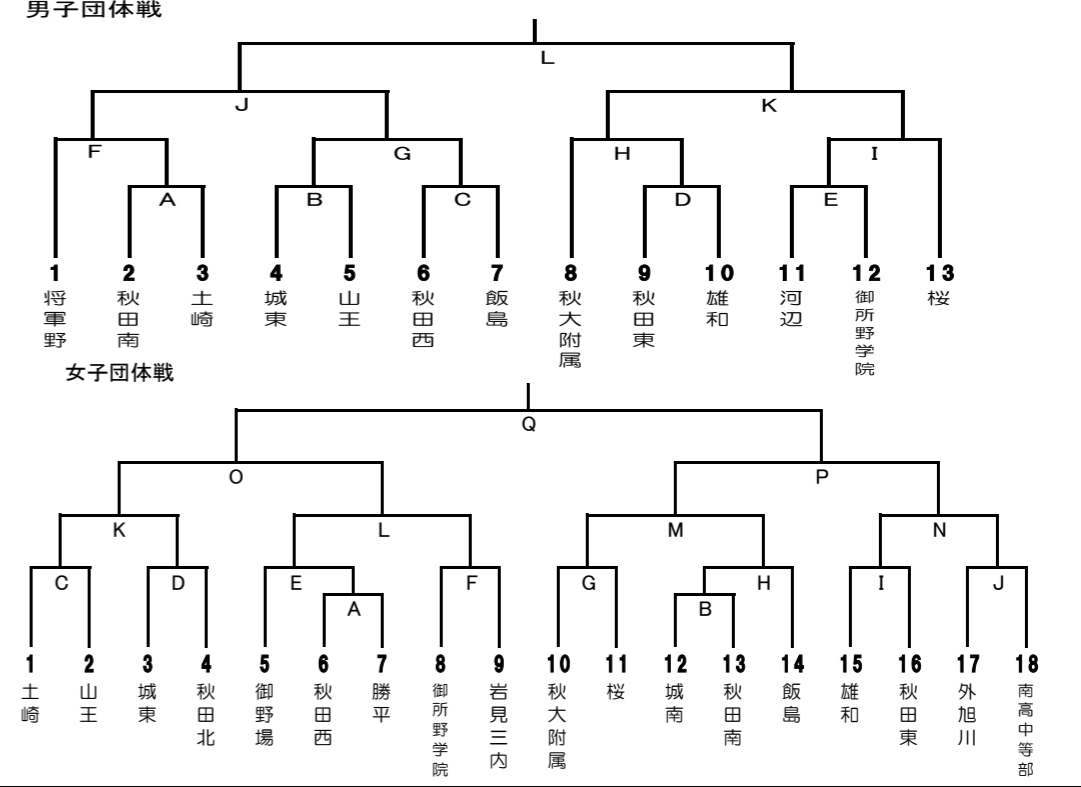 男子団体戦
L
J K
F G H I
A B C D E
1 2 3 4 5 6 7 8 9 10 11 12 13
将軍野
秋田南
土崎
城東
山王
秋田西
飯島
秋大附属
秋田東
雄和
河辺
御所野学院
桜
女子団体戦
Q
O P
K L M N
C D E F G H I J
A B
1 2 3 4 5 6 7 8 9 10 11 12 13 14 15 16 17 18
土崎
山王
城東
秋田北
御野場
秋田西
勝平
御所野学院
岩見三内
秋大附属
桜
城南
秋田南
飯島
雄和
秋田東
外旭川
南高中等部